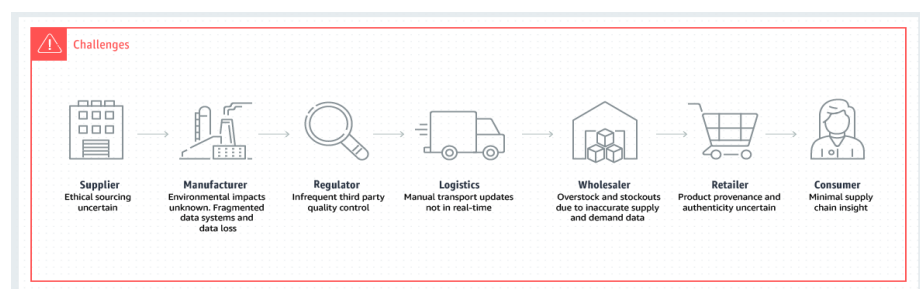 Challenges
Supplier
Ethical sourcing
uncertain
Manufacturer
Environmental impacts
unknown. Fragmented
data systems and
data loss
Regulator
Infrequent third party
quality control
Logistics
Manual transport updates
not in real-time
Wholesaler
Overstock and stockouts
due to inaccurate supply
and demand data
Retailer
Product provenance and
authenticity uncertain
Consumer
Minimal supply
chain insight